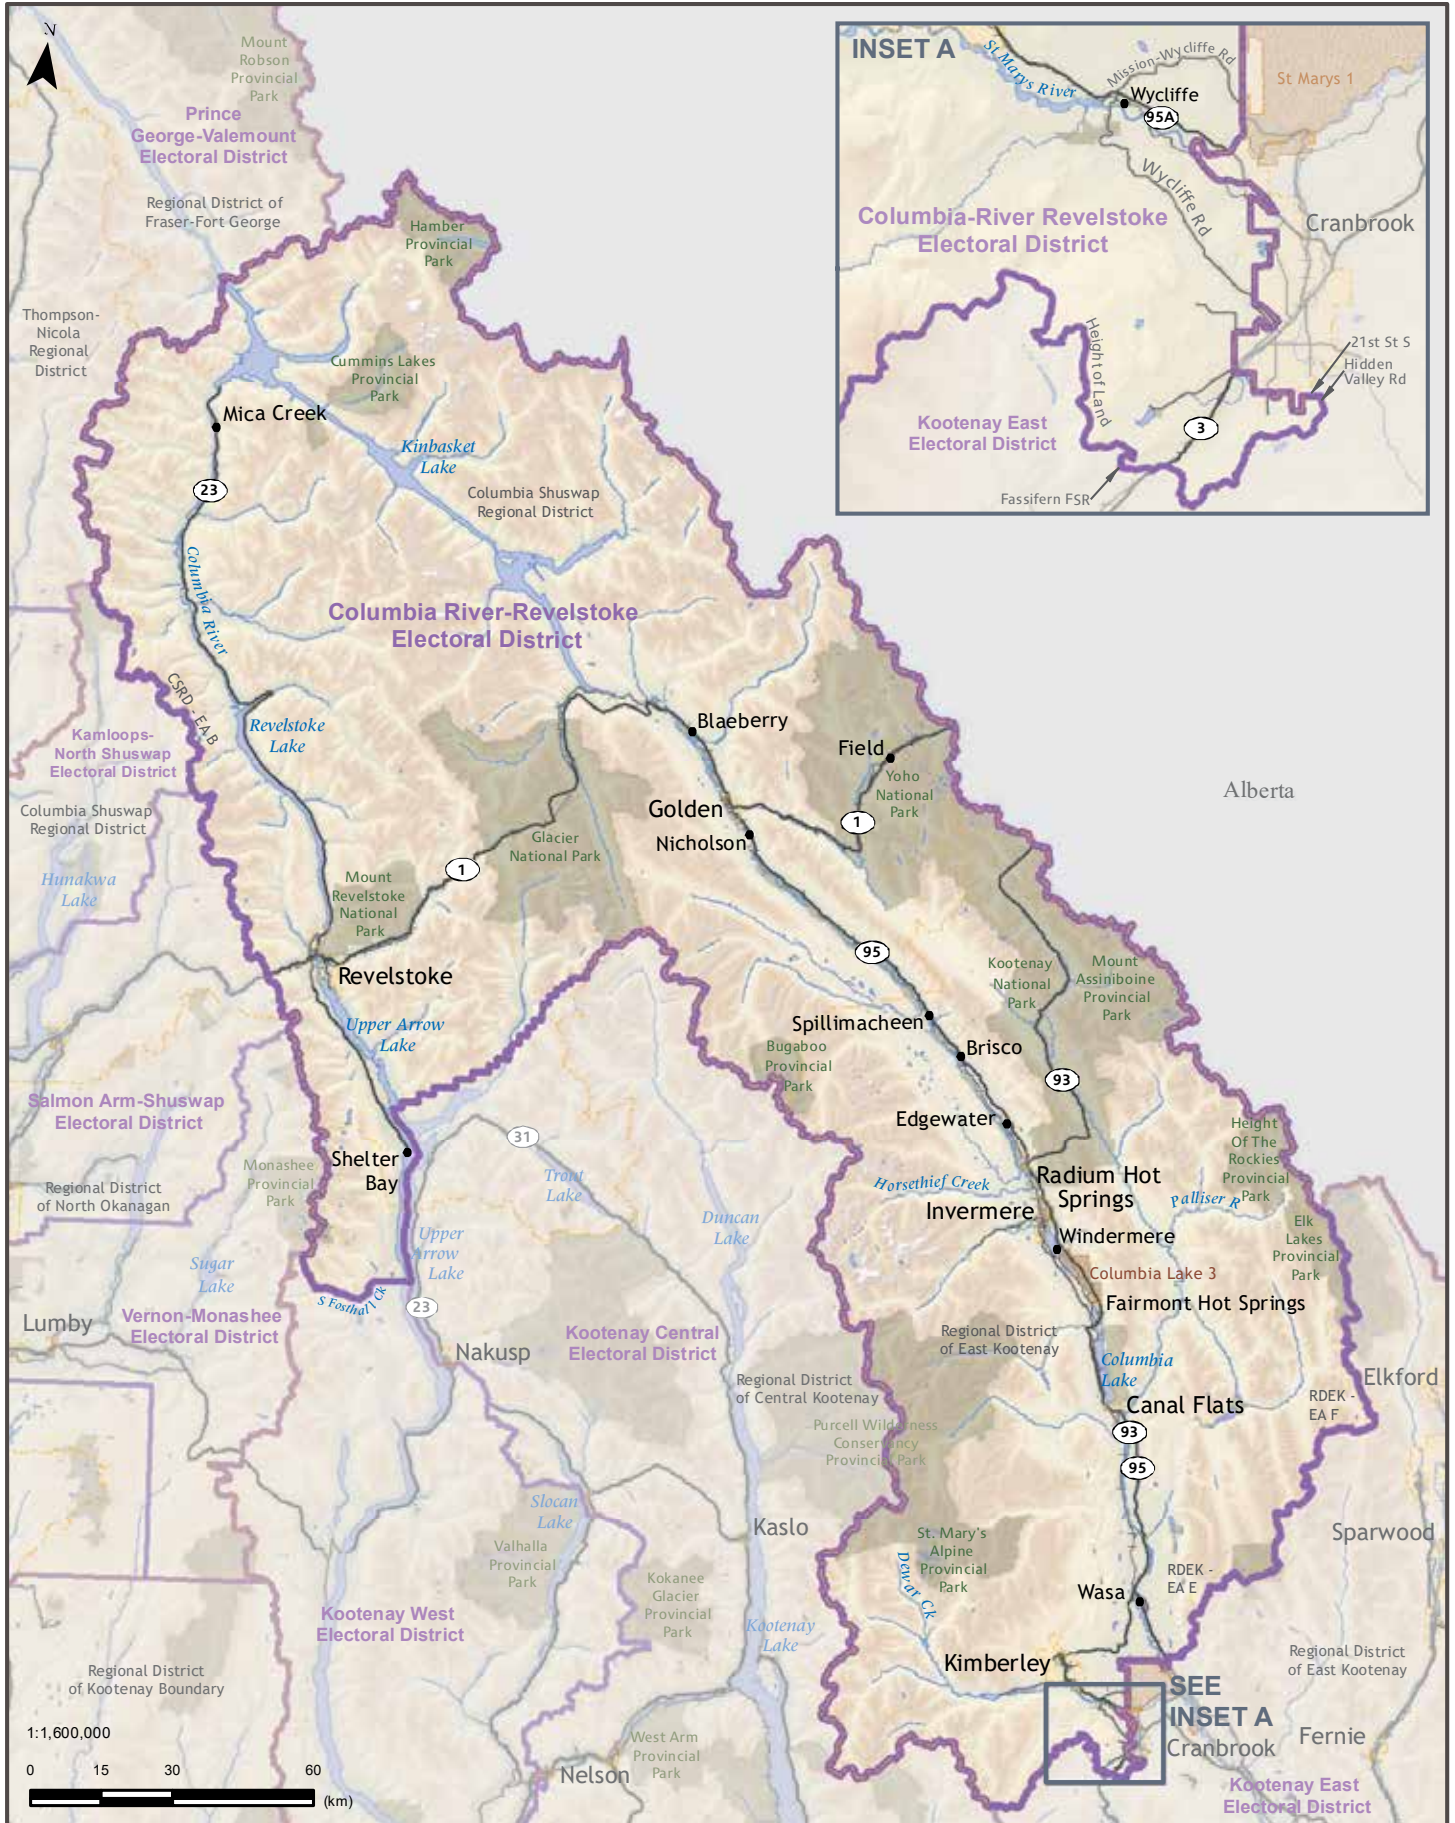 N
Mount
Robson
Provincial
Park
Prince
George-Valemount
Electoral District
Regional District of
Fraser-Fort George
Hamber
Provincial
Park
Thompson-
Nicola
Regional
District
Cummins Lakes
Provincial
Park
Mica Creek
Kinbasket
Lake
23
Columbia Shuswap
Regional District
Columbia River
Columbia River-Revelstoke
Electoral District
CSRD - EA B
Revelstoke
Lake
Kamloops-
North Shuswap
Electoral District
Columbia Shuswap
Regional District
Hunakwa
Lake
Blaeberry
Field
Yoho
National
Park
Golden
1
Nicholson
Glacier
National Park
1
Mount
Revelstoke
National
Park
Alberta
Revelstoke
95
Kootenay
National
Park
Mount
Assiniboine
Provincial
Park
Upper Arrow
Lake
Spillimacheen
Brisco
Bugaboo
Provincial
Park
93
Salmon Arm-Shuswap
Electoral District
Edgewater
31
Height
Of The
Rockies
Provincial
Park
Shelter
Bay
Monashee
Provincial
Park
Trout
Lake
Regional District
of North Okanagan
Radium Hot
Springs
Horsethief Creek
Palliser R
Invermere
Duncan
Lake
Windermere
Elk
Lakes
Provincial
Park
Upper
Arrow
Lake
Sugar
Lake
Columbia Lake 3
S Fosthall Ck
23
Fairmont Hot Springs
Lumby
Vernon-Monashee
Electoral District
Kootenay Central
Electoral District
Regional District
of East Kootenay
Nakusp
Columbia
Lake
Elkford
Regional District
of Central Kootenay
RDEK -
EA F
Canal Flats
Purcell Wilderness
Conservancy
Provincial Park
93
95
Slocan
Lake
Kaslo
Sparwood
St. Mary's
Alpine
Provincial
Park
Valhalla
Provincial
Park
Dewar Ck
RDEK -
EA E
Kokanee
Glacier
Provincial
Park
Wasa
Kootenay West
Electoral District
Kootenay
Lake
Regional District
of East Kootenay
Kimberley
Regional District
of Kootenay Boundary
SEE
INSET A
Cranbrook
Fernie
West Arm
Provincial
Park
Nelson
Kootenay East
Electoral District
1:1,600,000
0 15 30 60
(km)
INSET A
St Marys River
Mission-Wycliffe Rd
St Marys 1
Wycliffe
95A
Wycliffe Rd
Columbia-River Revelstoke
Electoral District
Cranbrook
Height of Land
21st St S
Hidden
Valley Rd
Kootenay East
Electoral District
3
Fassifern FSR